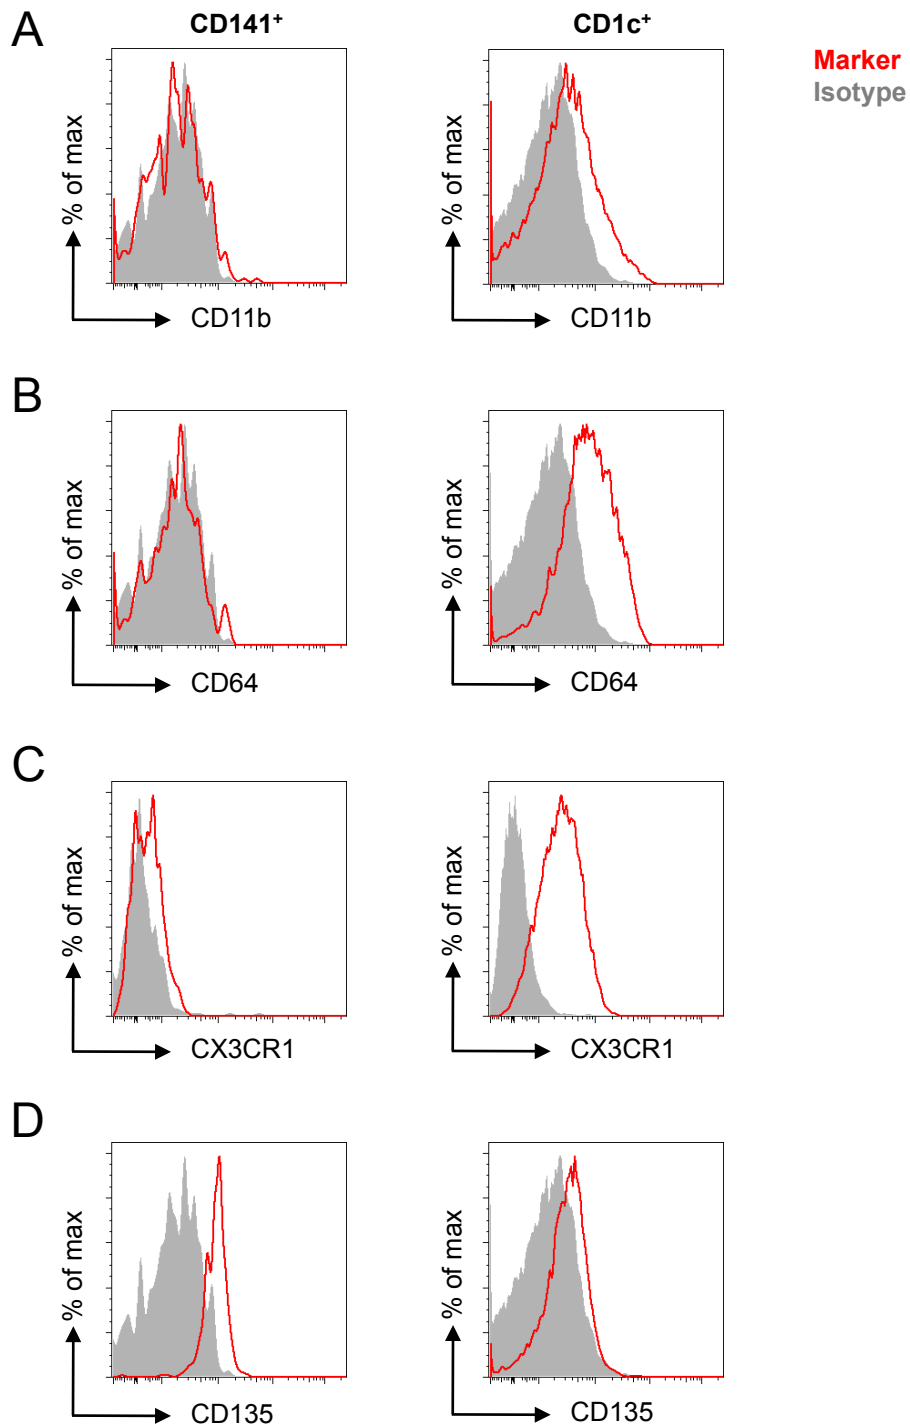 A
CD141⁺
CD1c⁺
Marker
Isotype
% of max
CD11b
% of max
CD11b
B
% of max
CD64
% of max
CD64
C
% of max
CX3CR1
% of max
CX3CR1
D
% of max
CD135
% of max
CD135